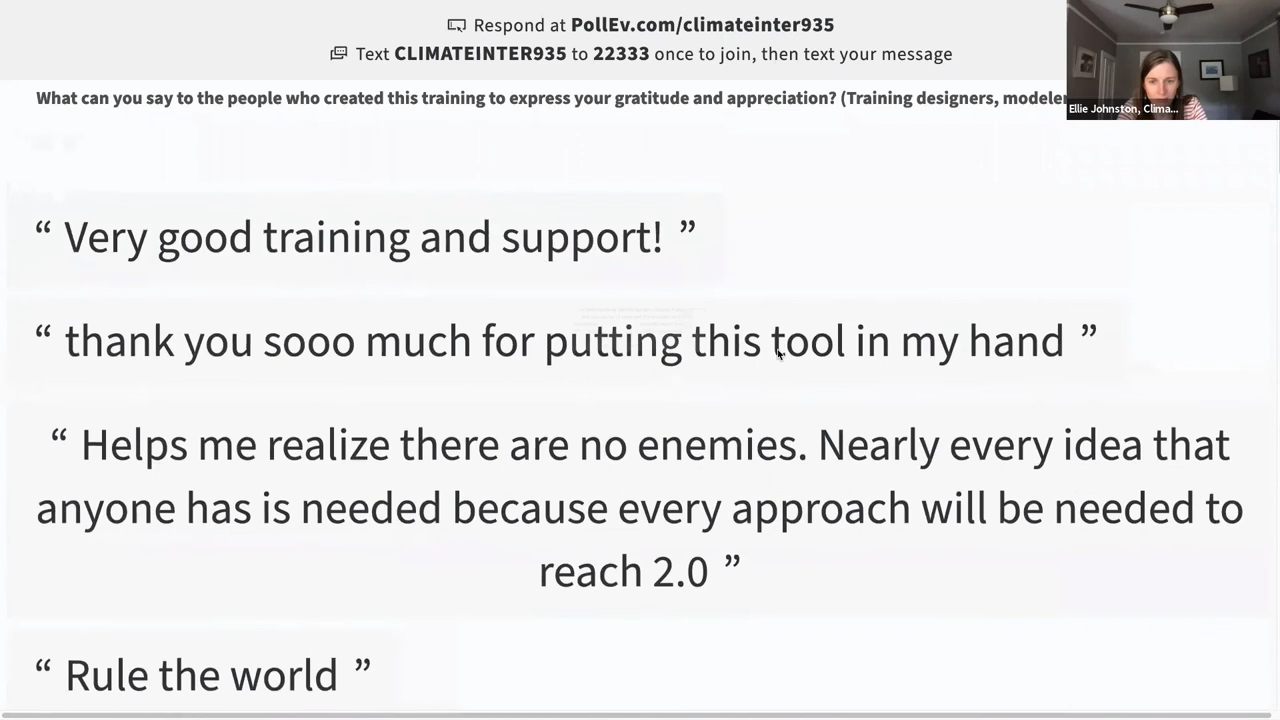 Respond at PollEv.com/climateinter935
Text CLIMATEINTER935 to 22333 once to join, then text your message
What can you say to the people who created this training to express your gratitude and appreciation? (Training designers, modeler
Ellie Johnston, Clima...
“ Very good training and support! ”
“ thank you sooo much for putting this tool in my hand ”
“ Helps me realize there are no enemies. Nearly every idea that
anyone has is needed because every approach will be needed to
reach 2.0 ”
“ Rule the world ”